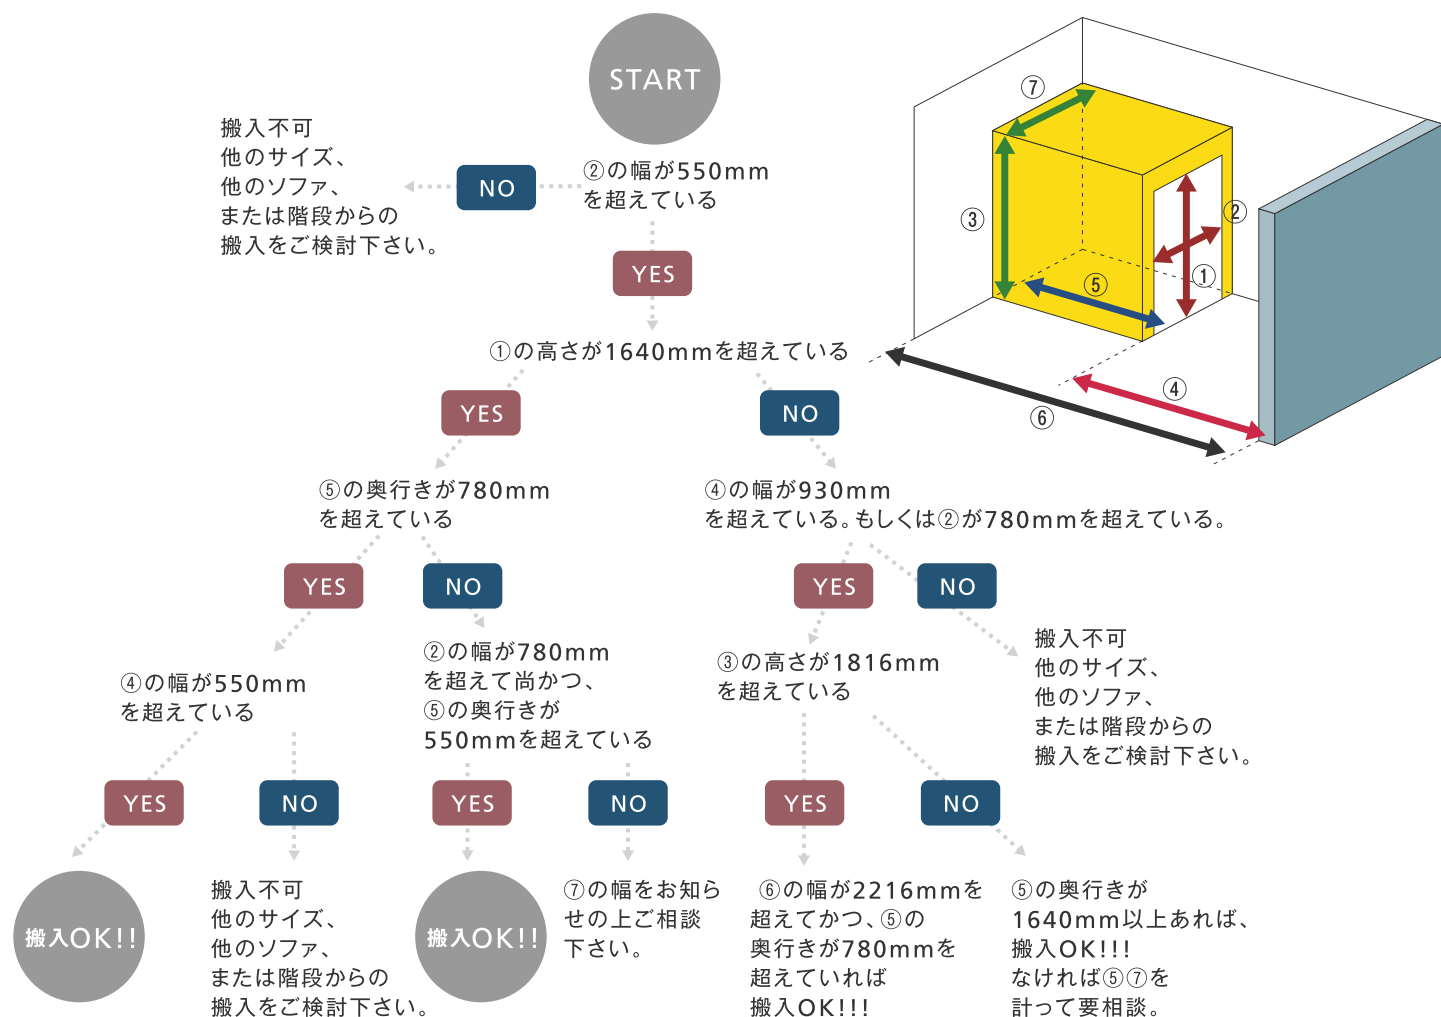 START
搬入不可
他のサイズ、
他のソファ、
または階段からの
搬入をご検討下さい。
NO
②の幅が550mm
を超えている
YES
①の高さが1640mmを超えている
YES
NO
⑤の奥行きが780mm
を超えている
④の幅が930mm
を超えている。もしくは②が780mmを超えている。
YES
NO
YES
NO
④の幅が550mm
を超えている
②の幅が780mm
を超えて尚かつ、
⑤の奥行きが
550mmを超えている
③の高さが1816mm
を超えている
搬入不可
他のサイズ、
他のソファ、
または階段からの
搬入をご検討下さい。
YES
NO
YES
NO
YES
NO
搬入OK!!
搬入不可
他のサイズ、
他のソファ、
または階段からの
搬入をご検討下さい。
搬入OK!!
⑦の幅をお知ら
せの上ご相談
下さい。
⑥の幅が2216mmを
超えてかつ、⑤の
奥行きが780mmを
超えていれば
搬入OK!!!
⑤の奥行きが
1640mm以上あれば、
搬入OK!!!
なければ⑤⑦を
計って要相談。
⑦
③
②
①
⑤
④
⑥